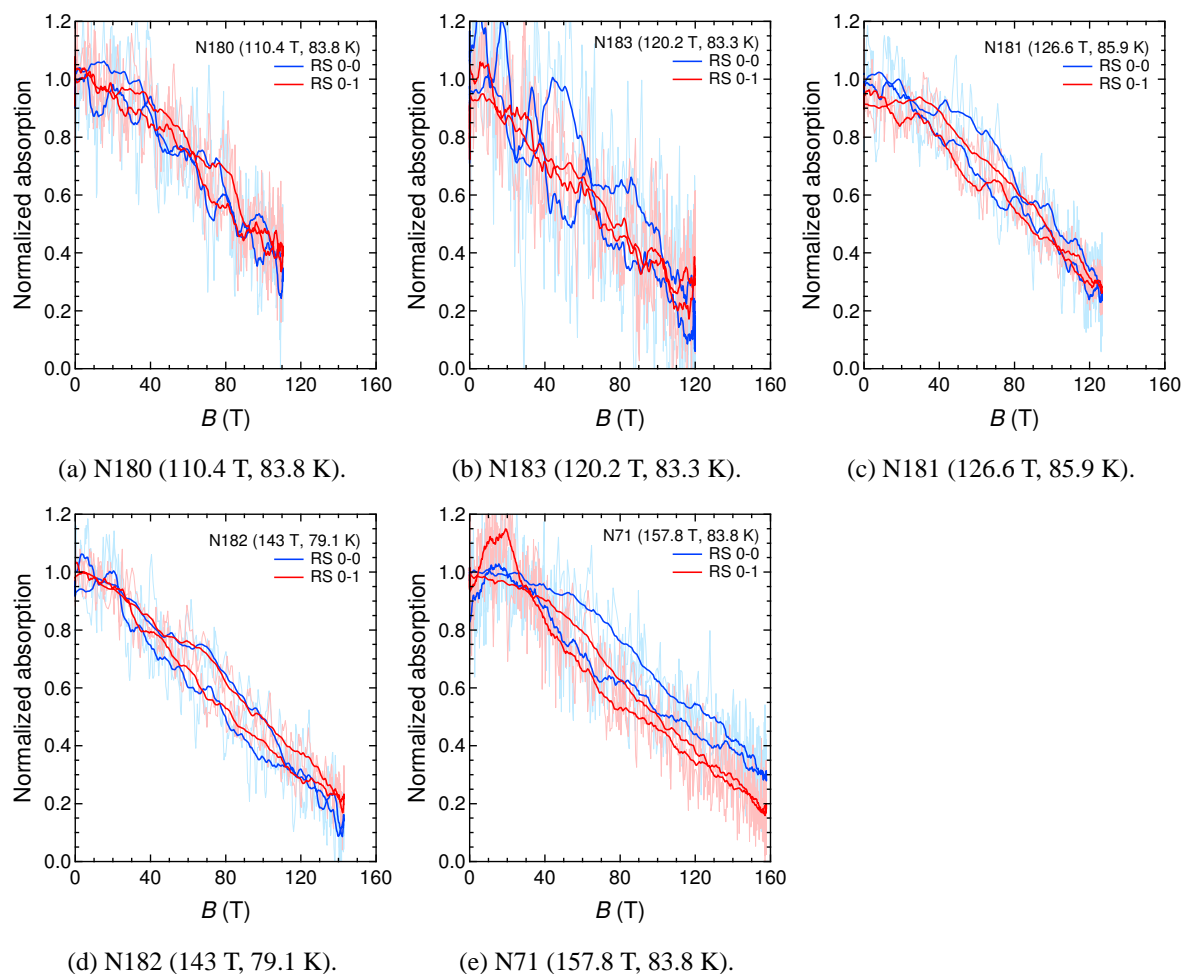 N180 (110.4 T, 83.8 K)
RS 0-0
RS 0-1
Normalized absorption
1.2
1.0
0.8
0.6
0.4
0.2
0.0
0 40 80 120 160
B (T)
(a) N180 (110.4 T, 83.8 K).
N183 (120.2 T, 83.3 K)
RS 0-0
RS 0-1
Normalized absorption
1.2
1.0
0.8
0.6
0.4
0.2
0.0
0 40 80 120 160
B (T)
(b) N183 (120.2 T, 83.3 K).
N181 (126.6 T, 85.9 K)
RS 0-0
RS 0-1
Normalized absorption
1.2
1.0
0.8
0.6
0.4
0.2
0.0
0 40 80 120 160
B (T)
(c) N181 (126.6 T, 85.9 K).
N182 (143 T, 79.1 K)
RS 0-0
RS 0-1
Normalized absorption
1.2
1.0
0.8
0.6
0.4
0.2
0.0
0 40 80 120 160
B (T)
(d) N182 (143 T, 79.1 K).
N71 (157.8 T, 83.8 K)
RS 0-0
RS 0-1
Normalized absorption
1.2
1.0
0.8
0.6
0.4
0.2
0.0
0 40 80 120 160
B (T)
(e) N71 (157.8 T, 83.8 K).